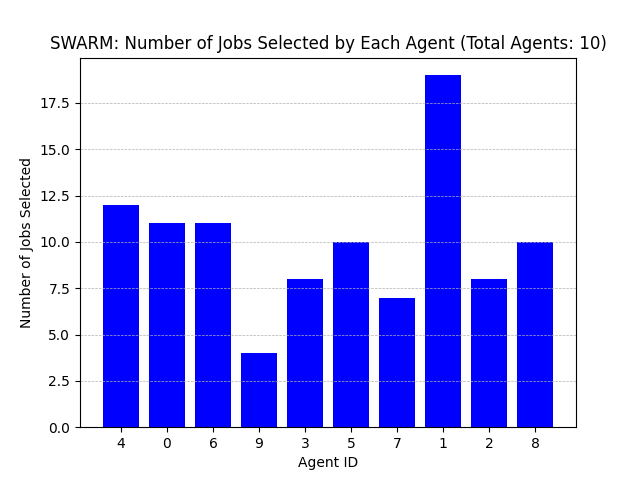 SWARM: Number of Jobs Selected by Each Agent (Total Agents: 10)
17.5
15.0
12.5
10.0
7.5
5.0
2.5
0.0
Number of Jobs Selected
4 0 6 9 3 5 7 1 2 8
Agent ID